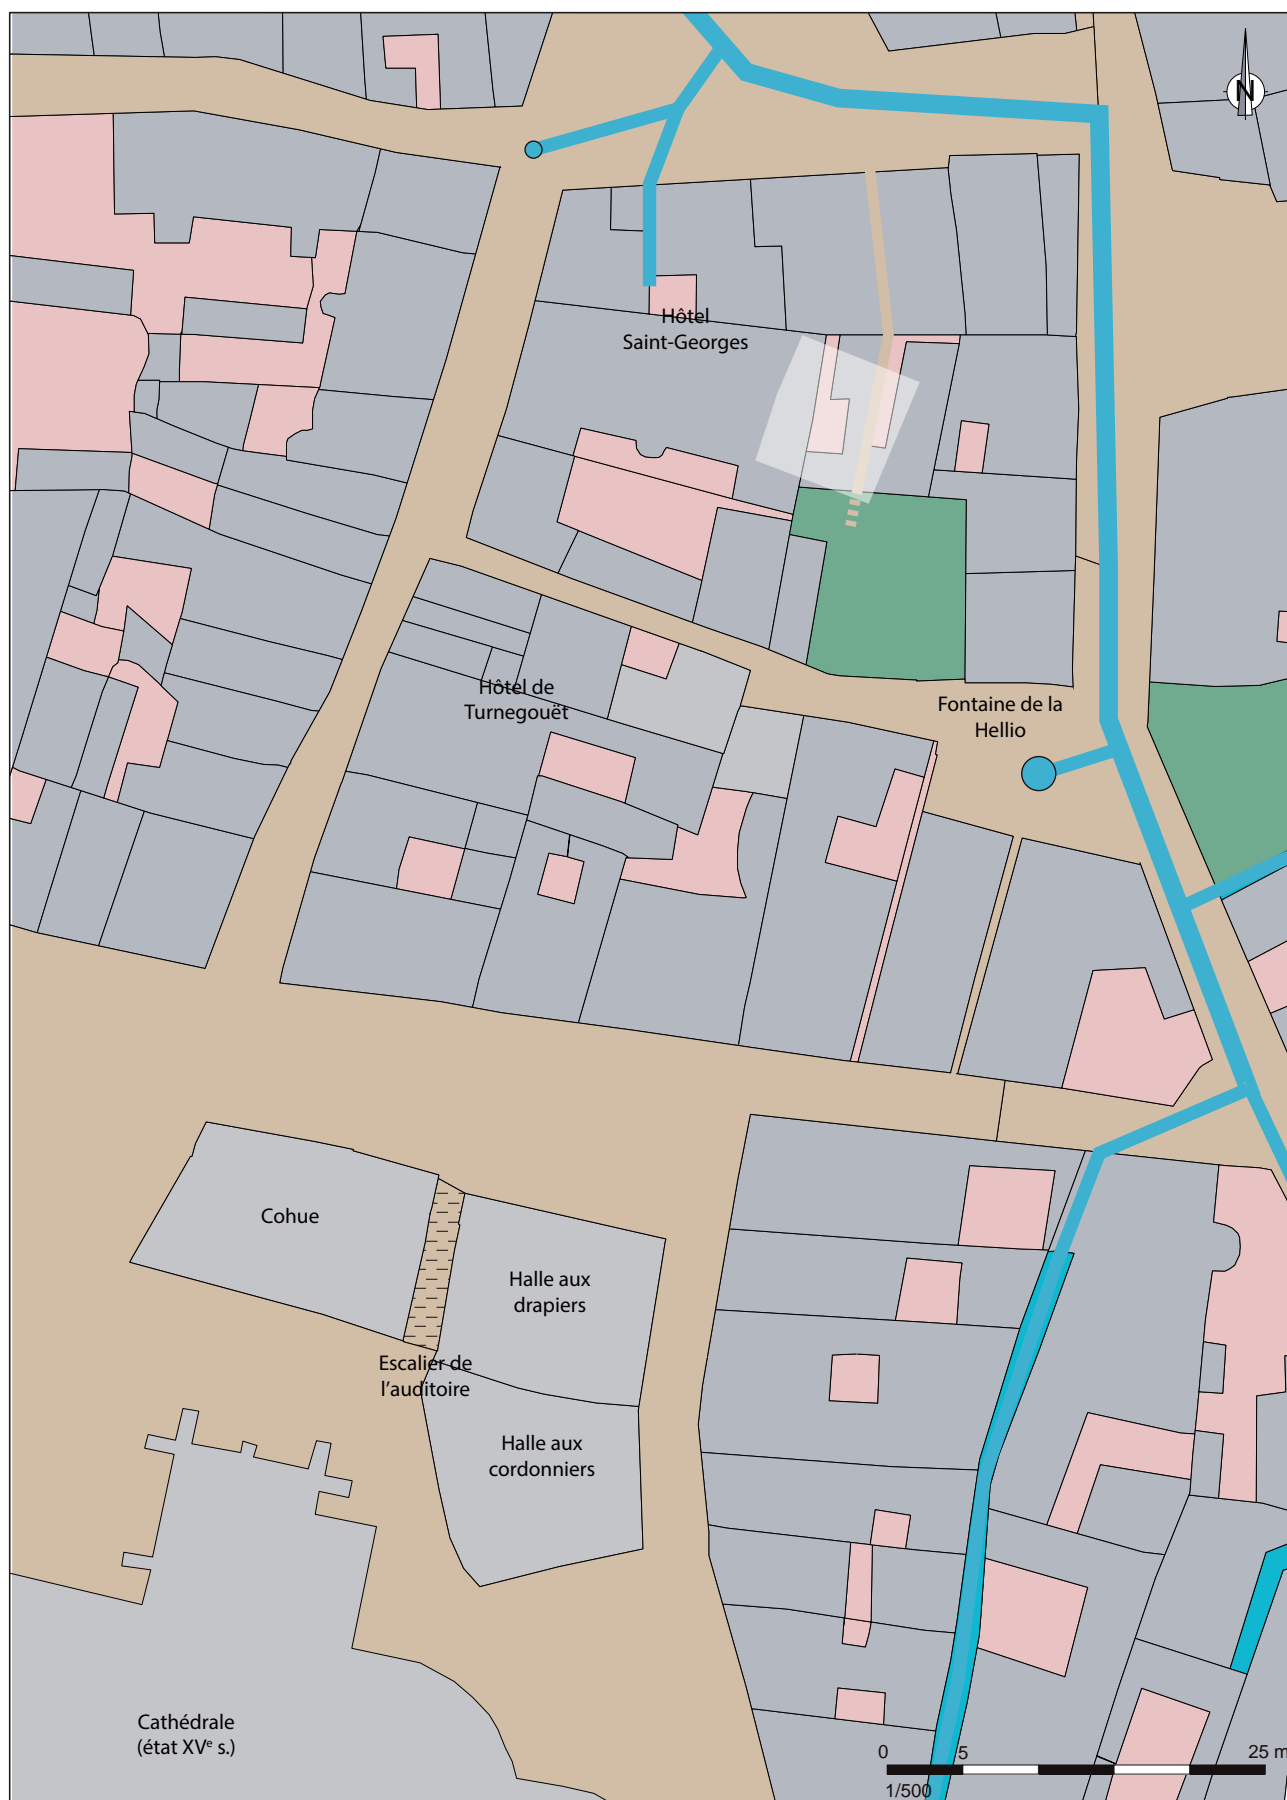 N
Hôtel
Saint-Georges
Hôtel de
Turnegouët
Fontaine de la
Hellio
Cohue
Halle aux
drapiers
Escalier de
l'auditoire
Halle aux
cordonniers
Cathédrale
(état XVᵉ s.)
0 5 25 m
1/500